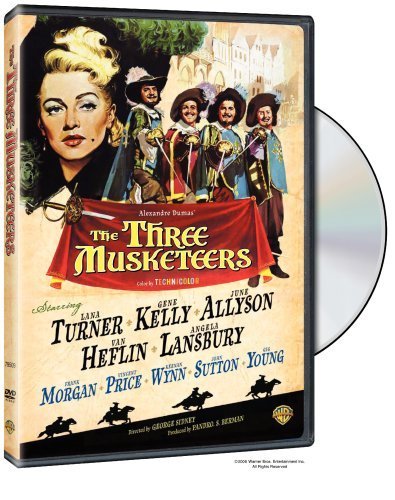 THE THREE MUSKETEERS
DVD
Alexandre Dumas'
THE THREE
MUSKETEERS
Color by TECHNICOLOR
Starring
LANA TURNER • GENE KELLY • JUNE ALLYSON
VAN HEFLIN • ANGELA LANSBURY
FRANK MORGAN • VINCENT PRICE • KEENAN WYNN • JOHN SUTTON • GIG YOUNG
Directed by GEORGE SIDNEY Produced by PANDRO S. BERMAN
©2006 Warner Bros. Entertainment Inc.
All Rights Reserved